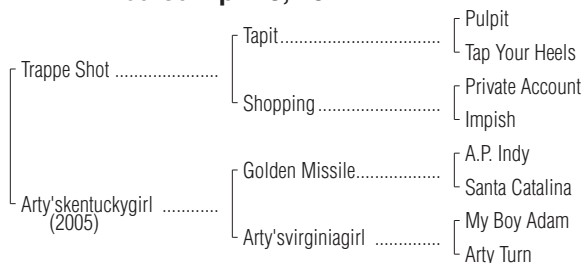 Pulpit
Tapit
Tap Your Heels
Trappe Shot
Private Account
Shopping
Impish
A.P. Indy
Golden Missile
Santa Catalina
Arty'skentuckygirl
(2005)
My Boy Adam
Arty'svirginiagirl
Arty Turn